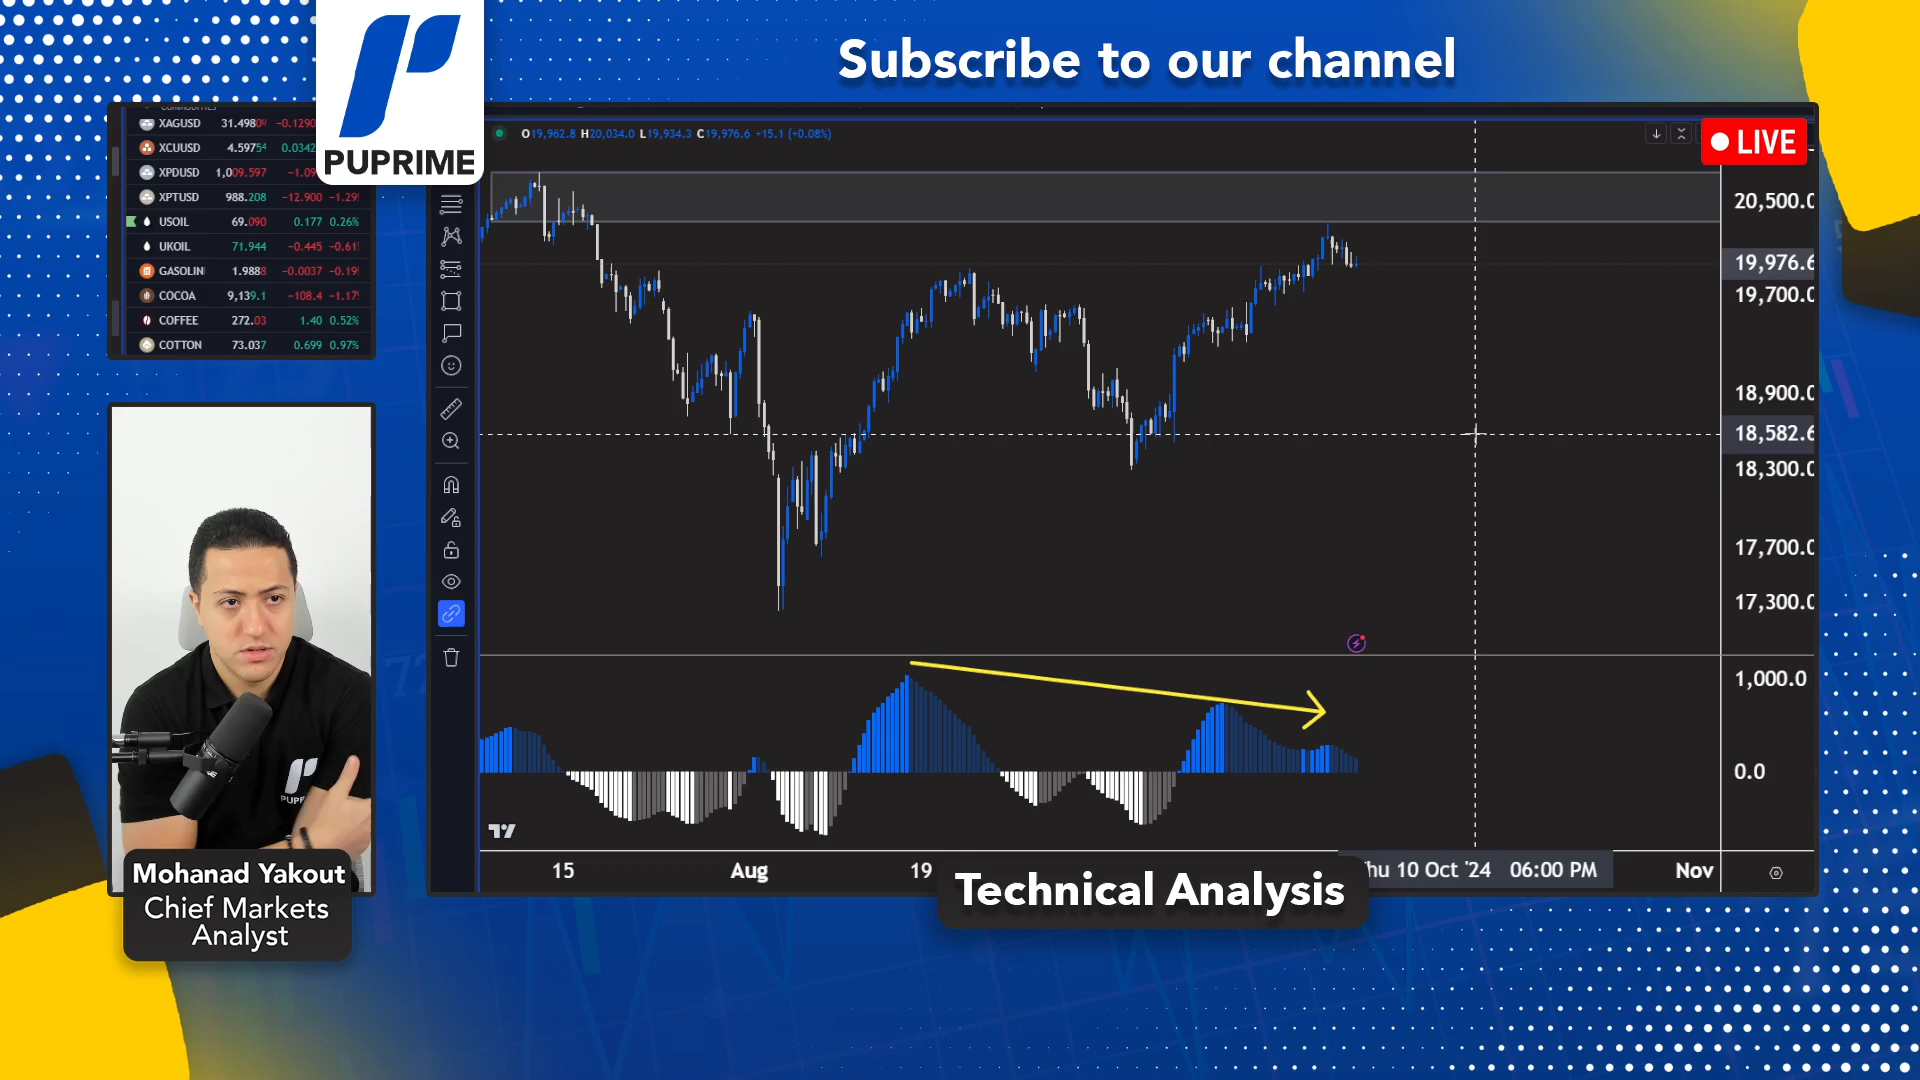 Subscribe to our channel
PUPRIME
LIVE
XAGUSD 31.4980 -0.1290
XCUUSD 4.5975 0.0342
XPDUSD 1,009.597
XPTUSD 988.208 -12.900
USOIL 69.090 0.177 0.26%
UKOIL 71.944 -0.445
GASOLIN 1.9888 -0.0037
COCOA 9,139.1 -108.4
COFFEE 272.03 1.40 0.52%
COTTON 73.037 0.699 0.97%
O19,962.8 H20,034.0 L19,934.3 C19,976.6 +15.1 (+0.08%)
20,500.0
19,976.6
19,700.0
18,900.0
18,582.6
18,300.0
17,700.0
17,300.0
1,000.0
0.0
15 Aug 19 10 Oct '24 06:00 PM Nov
Technical Analysis
Mohanad Yakout
Chief Markets
Analyst